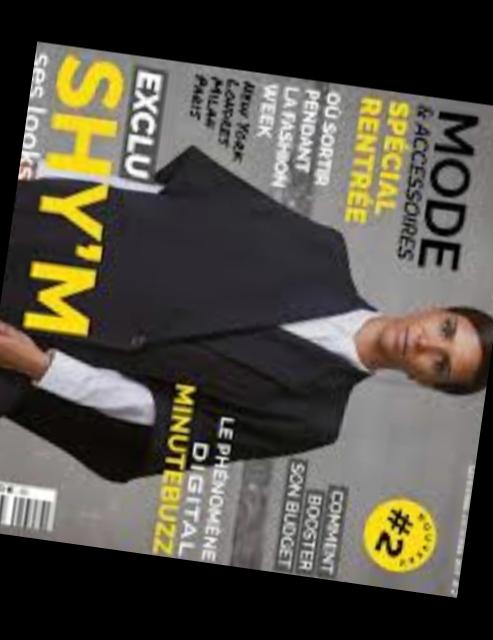 MODE
& ACCESSOIRES
SPÉCIAL
RENTRÉE
OÙ SORTIR
PENDANT
LA FASHION
WEEK
NEW YORK
LONDRES
MILAN
PARIS
EXCLU
SHY'M
ses looks
NOUVEAU
#2
COMMENT
BOOSTER
SON BUDGET
LE PHÉNOMÈNE
DIGITAL
MINUTEBUZZ